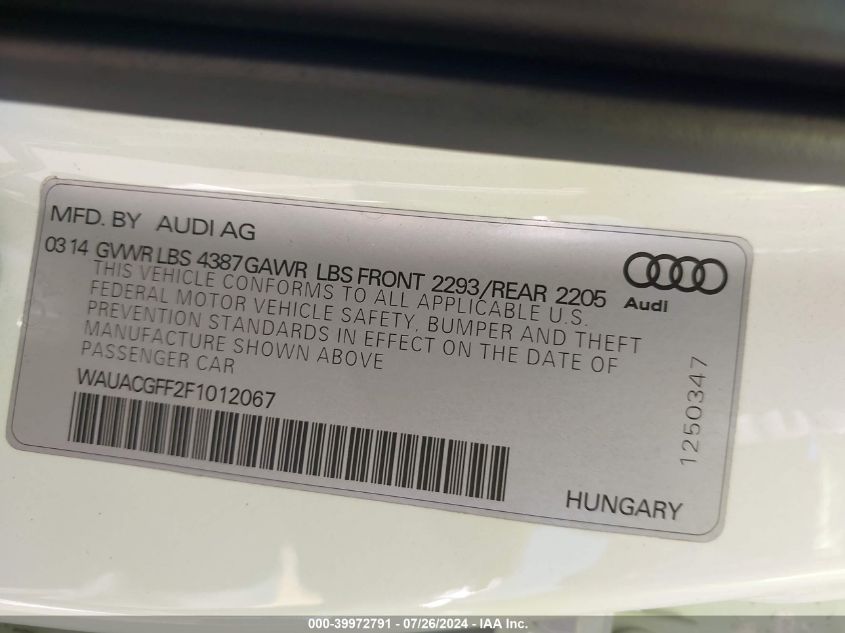 MFD. BY AUDI AG
03 14 GVWR LBS 4387 GAWR LBS FRONT 2293/REAR 2205
THIS VEHICLE CONFORMS TO ALL APPLICABLE U.S.
FEDERAL MOTOR VEHICLE SAFETY, BUMPER AND THEFT
PREVENTION STANDARDS IN EFFECT ON THE DATE OF
MANUFACTURE SHOWN ABOVE
PASSENGER CAR
WAUACGFF2F1012067
Audi
1250347
HUNGARY
000-39972791 - 07/26/2024 - IAA Inc.